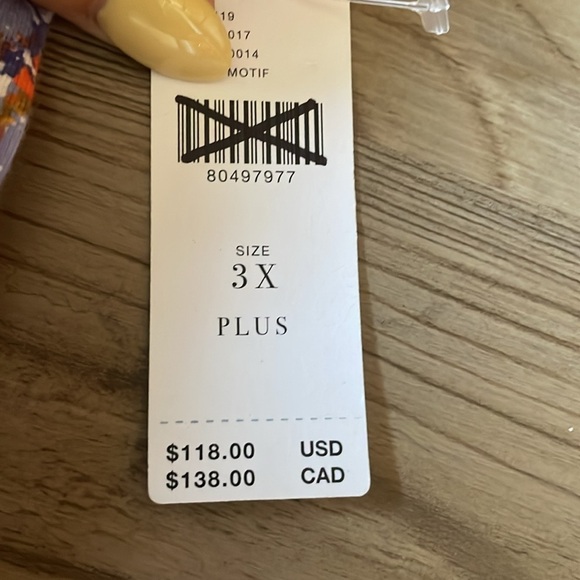 19
017
0014
MOTIF
80497977
SIZE
3X
PLUS
$118.00 USD
$138.00 CAD